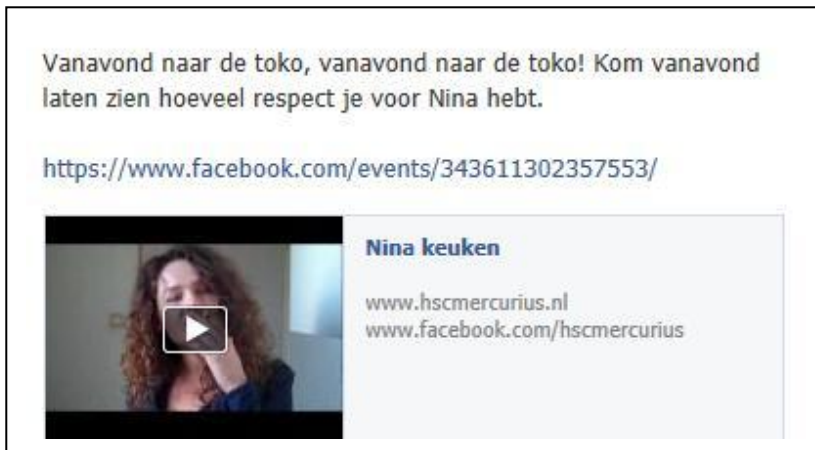 Vanavond naar de toko, vanavond naar de toko! Kom vanavond
laten zien hoeveel respect je voor Nina hebt.
https://www.facebook.com/events/343611302357553/
Nina keuken
www.hscmercurius.nl
www.facebook.com/hscmercurius